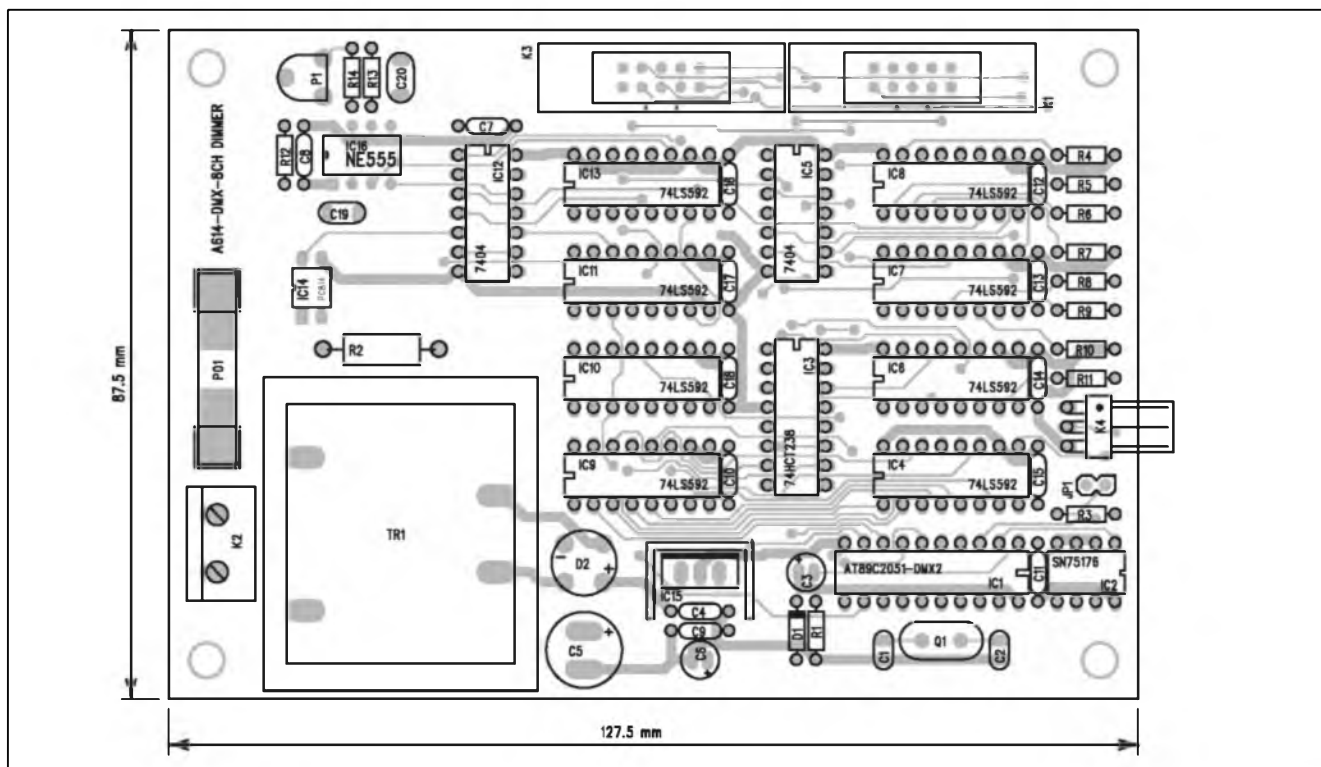 K3
K1
P1
R14
R13
C20
A614-DMX-8CH DIMMER
R12
C8
IC16
NE555
C7
IC12
7404
IC13
74LS592
C16
IC5
7404
IC8
74LS592
C12
R4
R5
R6
C19
IC14
IC11
74LS592
C17
IC7
74LS592
C13
R7
R8
R9
R2
PO1
87.5 mm
IC10
74LS592
C18
IC3
74HCT238
IC6
74LS592
C14
R10
R11
K4
IC9
74LS592
C10
IC4
74LS592
C15
JP1
R3
K2
TR1
D2
- +
IC15
C3
+
AT89C2051-DMX2
IC1
C11
SN75176
IC2
C4
C9
C6
+
C5
+
D1
R1
C1
Q1
C2
127.5 mm